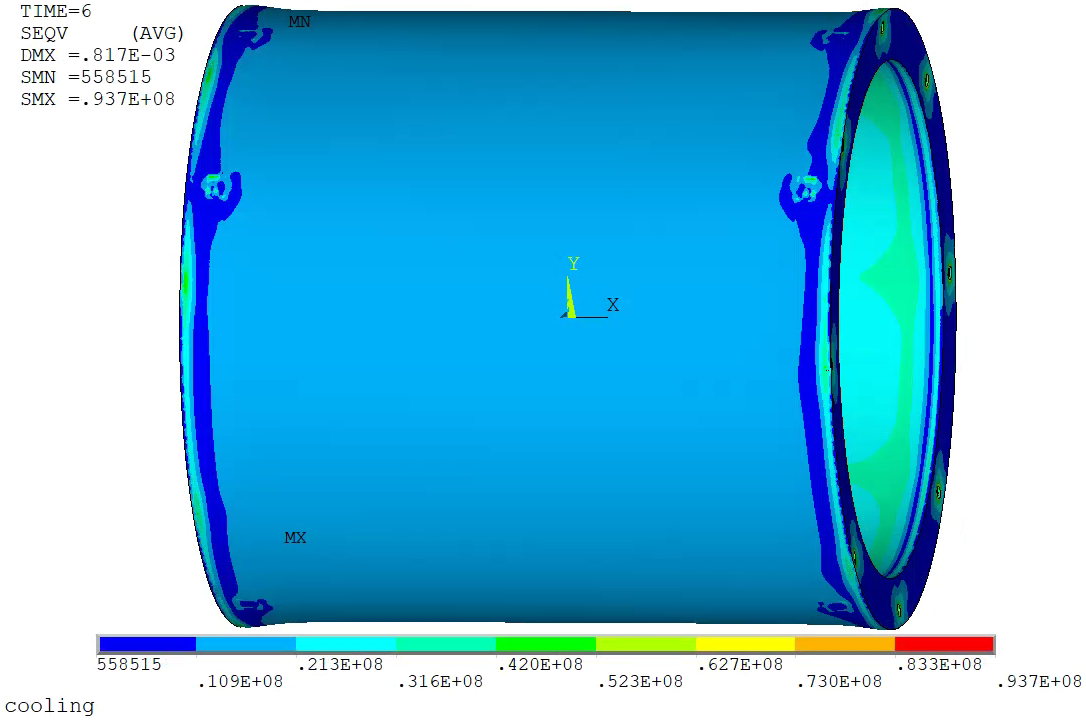 TIME=6
SEQV (AVG)
DMX =.817E-03
SMN =558515
SMX =.937E+08
MN
Y
X
MX
558515 .213E+08 .420E+08 .627E+08 .833E+08
.109E+08 .316E+08 .523E+08 .730E+08 .937E+08
cooling